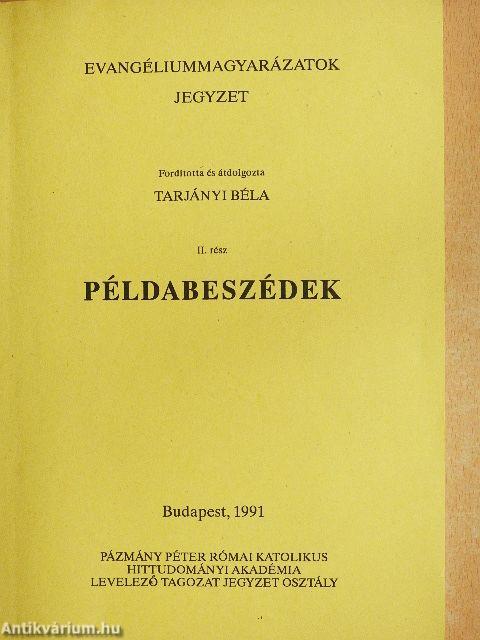 EVANGÉLIUMMAGYARÁZATOK
JEGYZET
Fordította és átdolgozta
TARJÁNYI BÉLA
II. rész
PÉLDABESZÉDEK
Budapest, 1991
PÁZMÁNY PÉTER RÓMAI KATOLIKUS
HITTUDOMÁNYI AKADÉMIA
LEVELEZŐ TAGOZAT JEGYZET OSZTÁLY
Antikvárium.hu